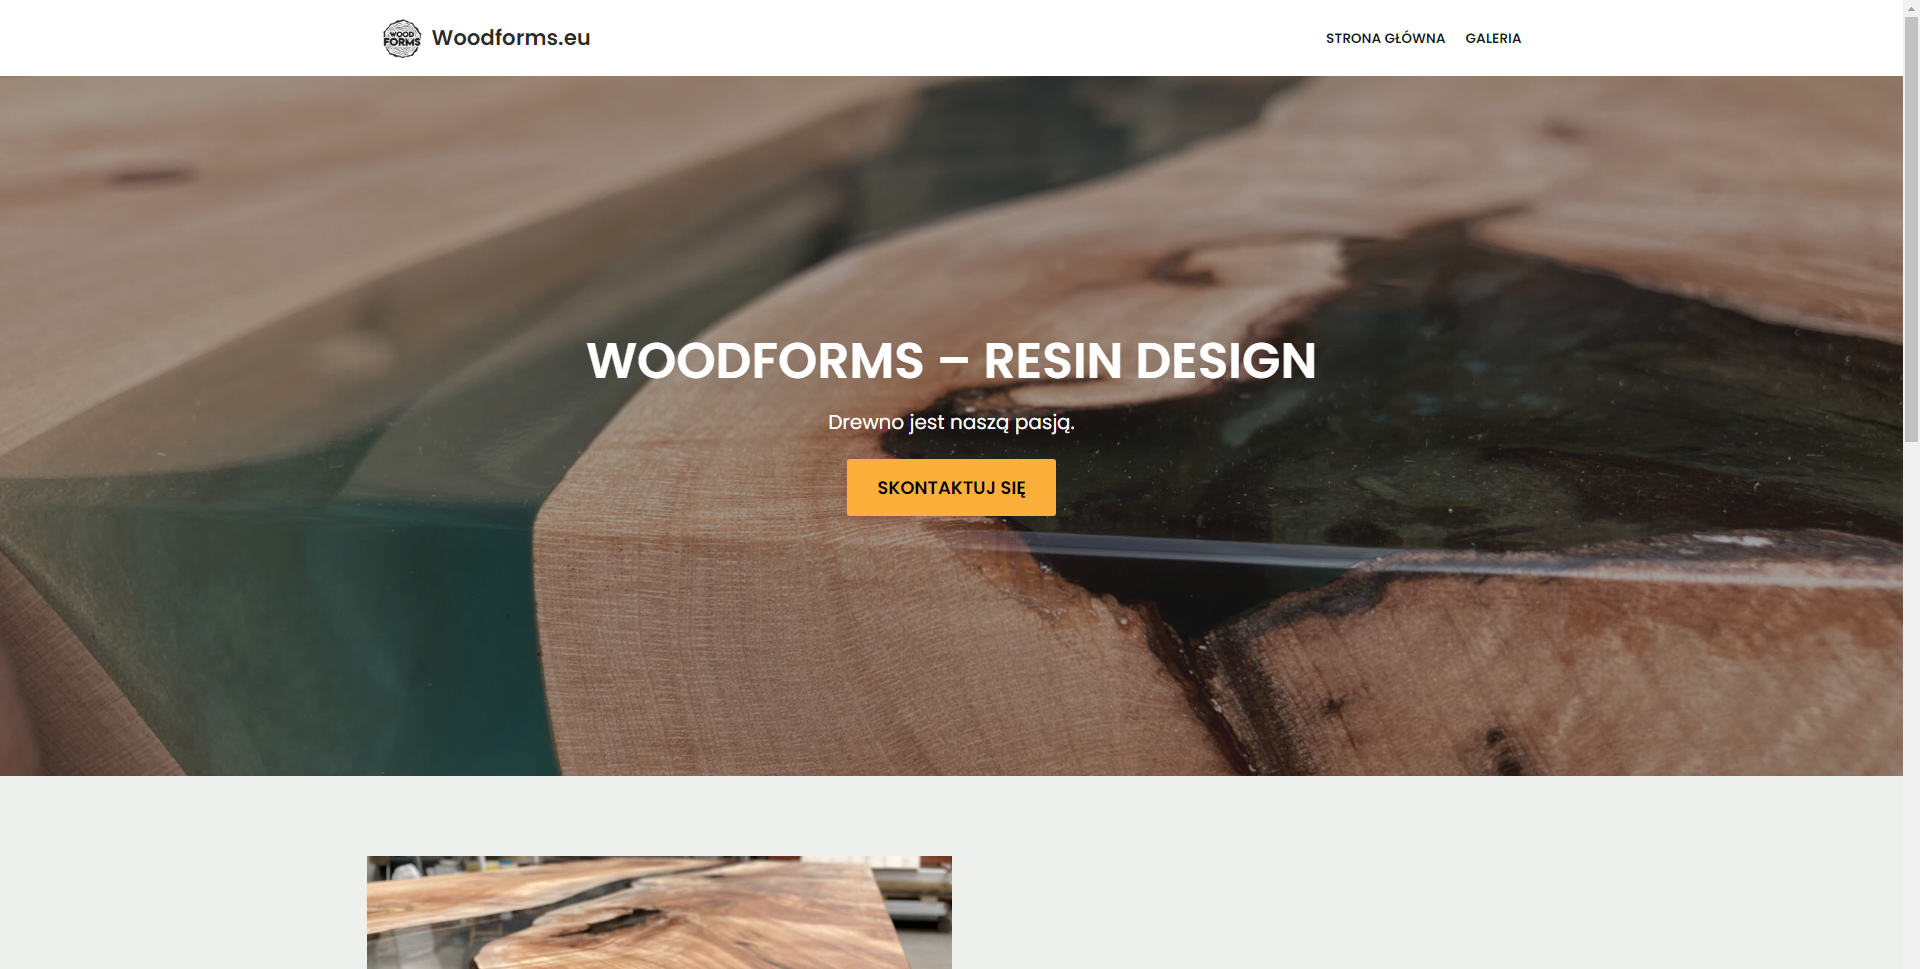 WOOD
FORMS
Woodforms.eu
STRONA GŁÓWNA
GALERIA
WOODFORMS – RESIN DESIGN
Drewno jest naszą pasją.
SKONTAKTUJ SIĘ